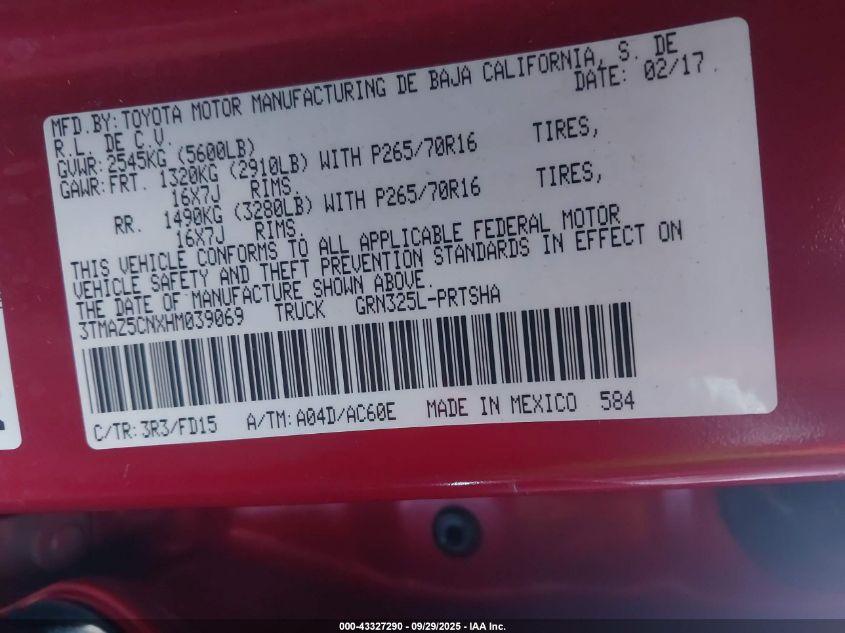 MFD.BY:TOYOTA MOTOR MANUFACTURING DE BAJA CALIFORNIA, S. DE
R.L. DE C.V. DATE: 02/17
GVWR:2545KG (5600LB)
GAWR:FRT. 1320KG (2910LB) WITH P265/70R16 TIRES,
16X7J RIMS.
RR. 1490KG (3280LB) WITH P265/70R16 TIRES,
16X7J RIMS.
THIS VEHICLE CONFORMS TO ALL APPLICABLE FEDERAL MOTOR
VEHICLE SAFETY AND THEFT PREVENTION STANDARDS IN EFFECT ON
THE DATE OF MANUFACTURE SHOWN ABOVE.
3TMAZ5CNXHM039069 TRUCK GRN325L-PRTSHA
C/TR:3R3/FD15 A/TM:A04D/AC60E MADE IN MEXICO 584
000-43327290 - 09/29/2025 - IAA Inc.